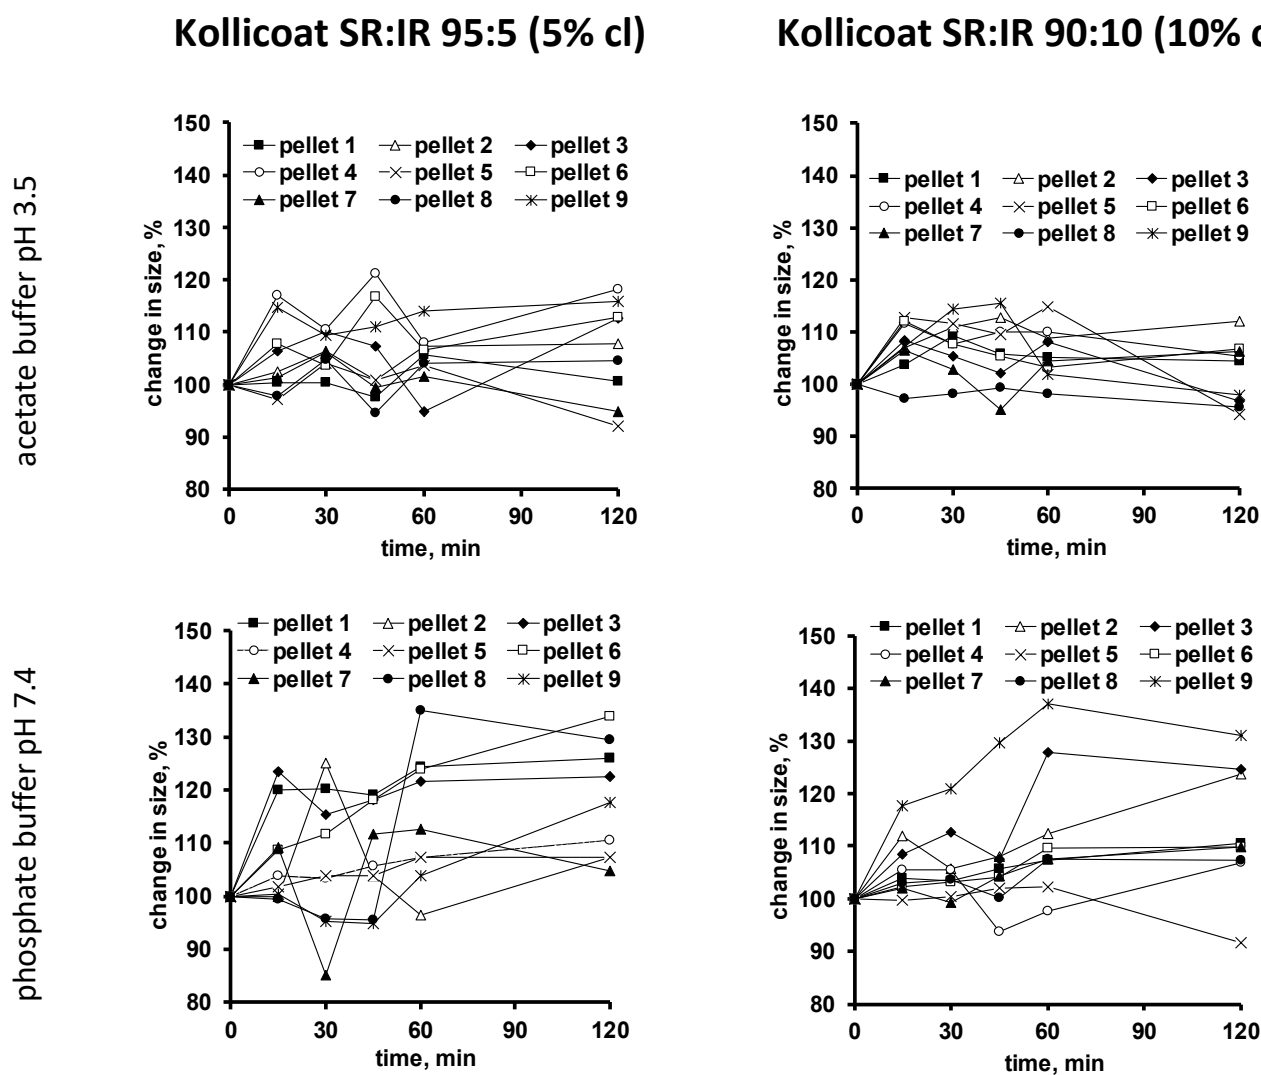 Kollicoat SR:IR 95:5 (5% cl)
Kollicoat SR:IR 90:10 (10% c
acetate buffer pH 3.5
change in size, %
150
140
130
120
110
100
90
80
pellet 1 pellet 2 pellet 3
pellet 4 pellet 5 pellet 6
pellet 7 pellet 8 pellet 9
0 30 60 90 120
time, min
change in size, %
150
140
130
120
110
100
90
80
pellet 1 pellet 2 pellet 3
pellet 4 pellet 5 pellet 6
pellet 7 pellet 8 pellet 9
0 30 60 90 120
time, min
phosphate buffer pH 7.4
change in size, %
150
140
130
120
110
100
90
80
pellet 1 pellet 2 pellet 3
pellet 4 pellet 5 pellet 6
pellet 7 pellet 8 pellet 9
0 30 60 90 120
time, min
change in size, %
150
140
130
120
110
100
90
80
pellet 1 pellet 2 pellet 3
pellet 4 pellet 5 pellet 6
pellet 7 pellet 8 pellet 9
0 30 60 90 120
time, min